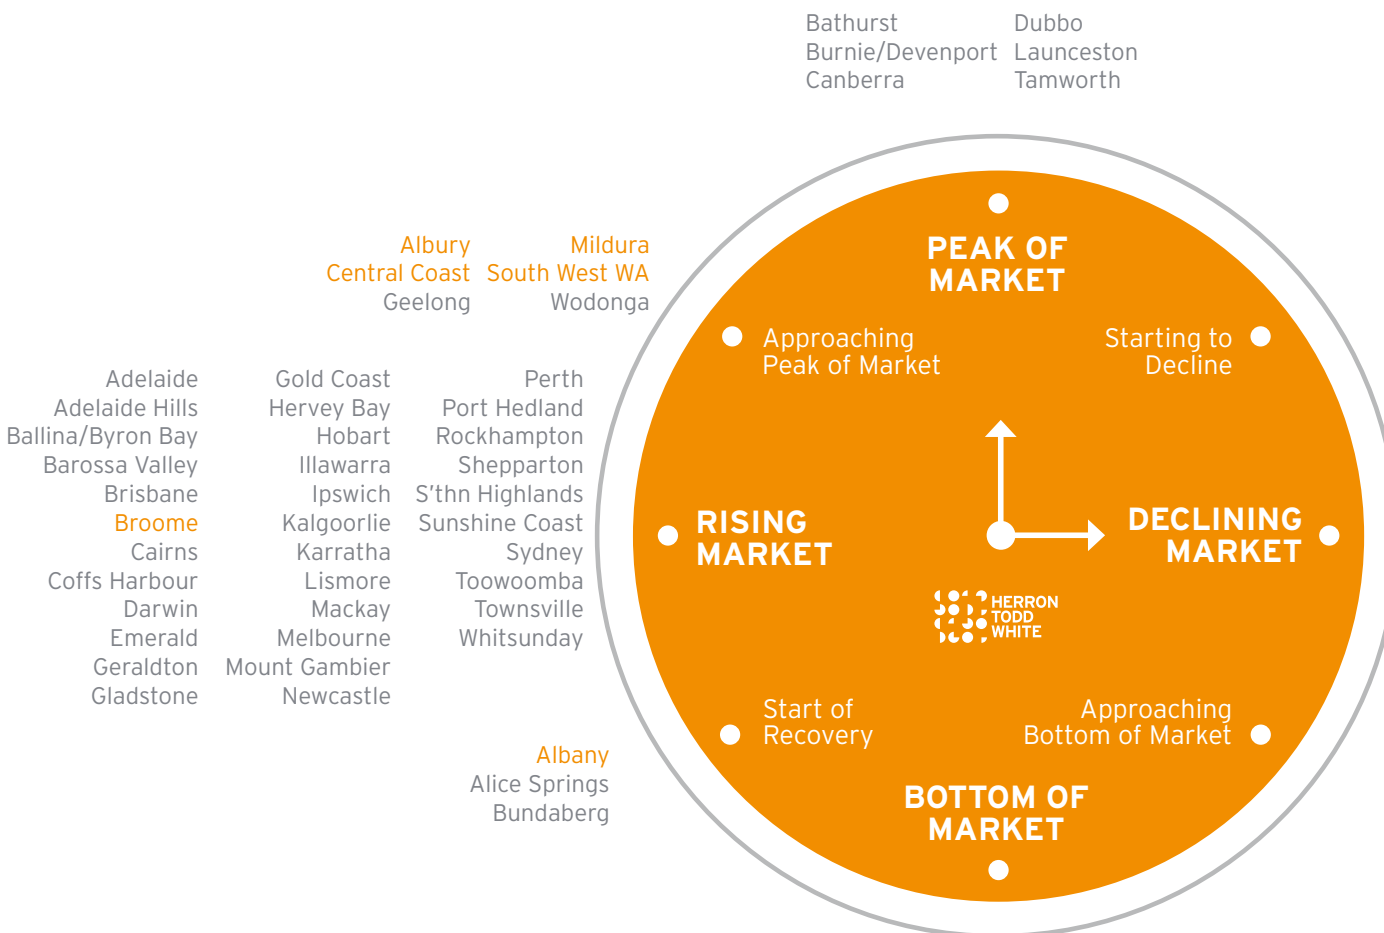 Bathurst
Burnie/Devenport
Canberra
Dubbo
Launceston
Tamworth
PEAK OF
MARKET
Albury
Central Coast
Geelong
Mildura
South West WA
Wodonga
Approaching
Peak of Market
Starting to
Decline
Adelaide
Adelaide Hills
Ballina/Byron Bay
Barossa Valley
Brisbane
Broome
Cairns
Coffs Harbour
Darwin
Emerald
Geraldton
Gladstone
Gold Coast
Hervey Bay
Hobart
Illawarra
Ipswich
Kalgoorlie
Karratha
Lismore
Mackay
Melbourne
Mount Gambier
Newcastle
Perth
Port Hedland
Rockhampton
Shepparton
S'thn Highlands
Sunshine Coast
Sydney
Toowoomba
Townsville
Whitsunday
RISING
MARKET
DECLINING
MARKET
HERRON
TODD
WHITE
Albany
Alice Springs
Bundaberg
Start of
Recovery
Approaching
Bottom of Market
BOTTOM OF
MARKET